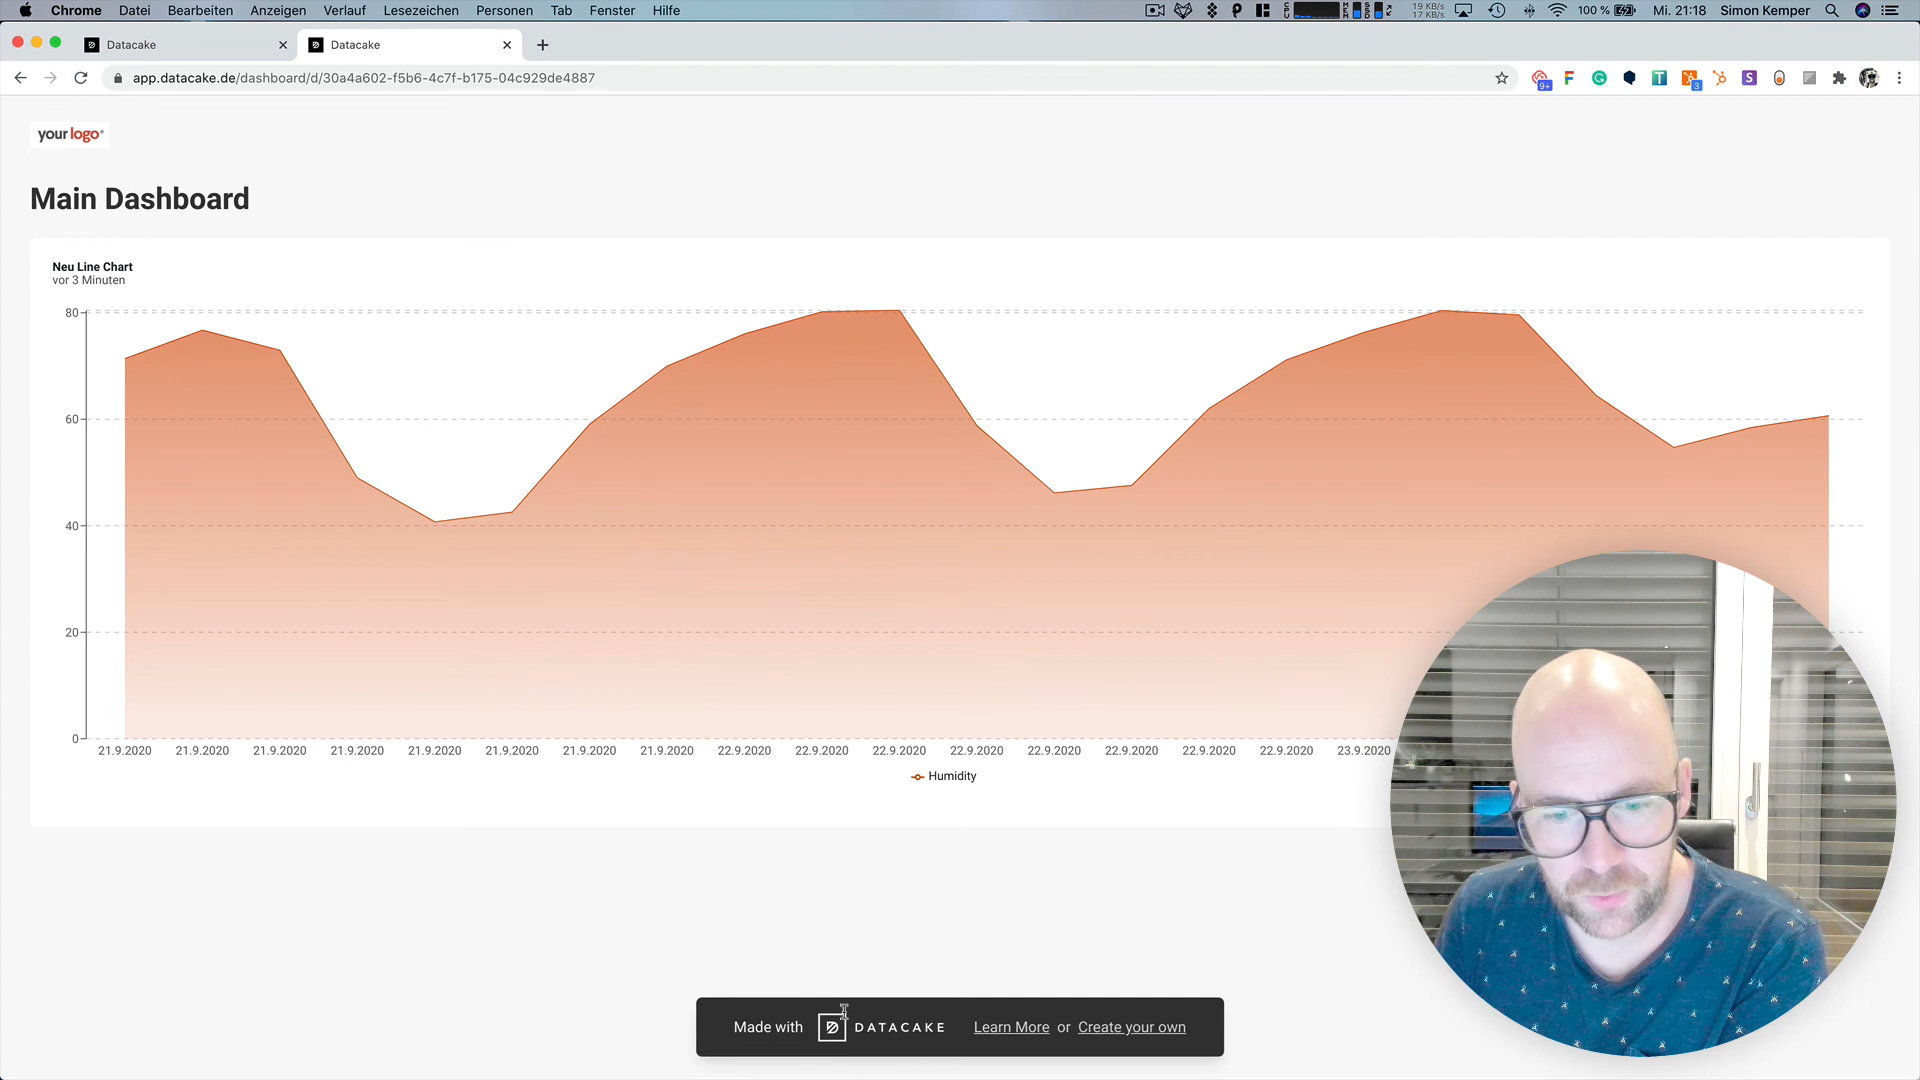 Chrome Datei Bearbeiten Anzeigen Verlauf Lesezeichen Personen Tab Fenster Hilfe 19 KB/s 17 KB/s 100 % Mi. 21:18 Simon Kemper
Datacake Datacake
app.datacake.de/dashboard/d/30a4a602-f5b6-4c7f-b175-04c929de4887
your logo
Main Dashboard
Neu Line Chart
vor 3 Minuten
80
60
40
20
0
21.9.2020 21.9.2020 21.9.2020 21.9.2020 21.9.2020 21.9.2020 21.9.2020 21.9.2020 22.9.2020 22.9.2020 22.9.2020 22.9.2020 22.9.2020 22.9.2020 22.9.2020 22.9.2020 23.9.2020
Humidity
Made with DATACAKE Learn More or Create your own